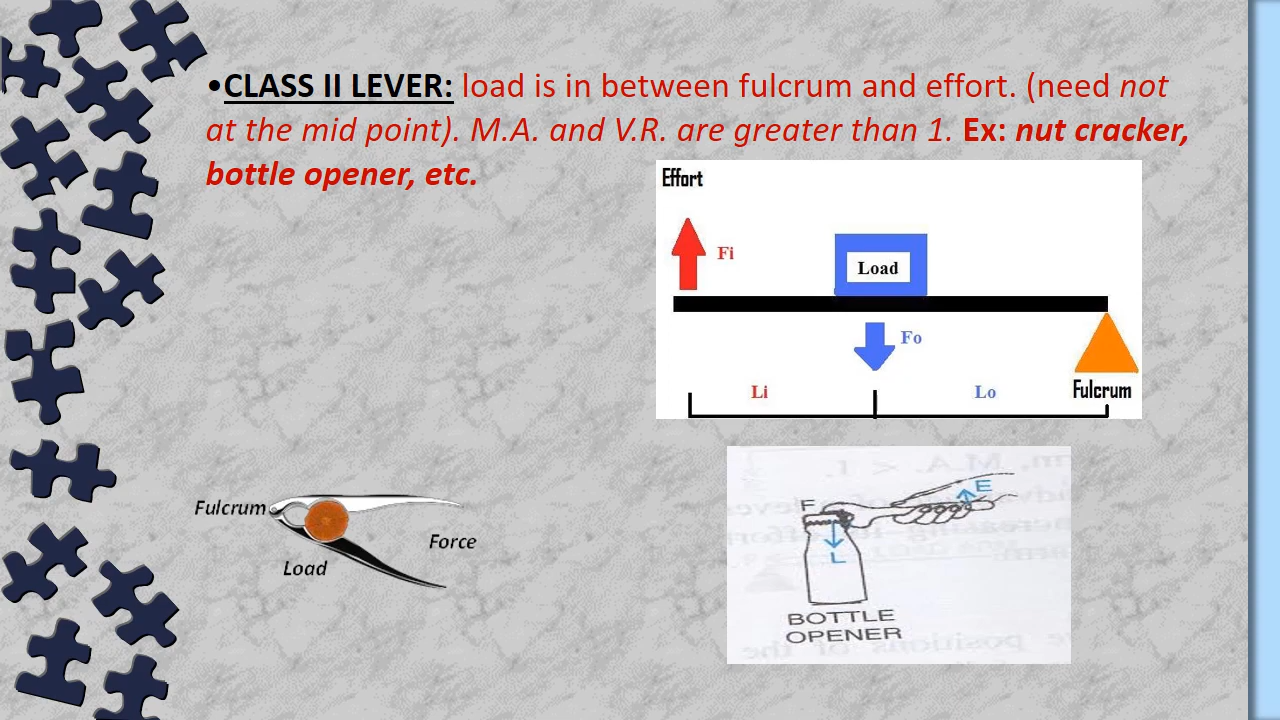 •CLASS II LEVER: load is in between fulcrum and effort. (need not
at the mid point). M.A. and V.R. are greater than 1. Ex: nut cracker,
bottle opener, etc.
Effort
Fi
Load
Fo
Li
Lo
Fulcrum
Fulcrum
Force
Load
E
F
L
BOTTLE
OPENER